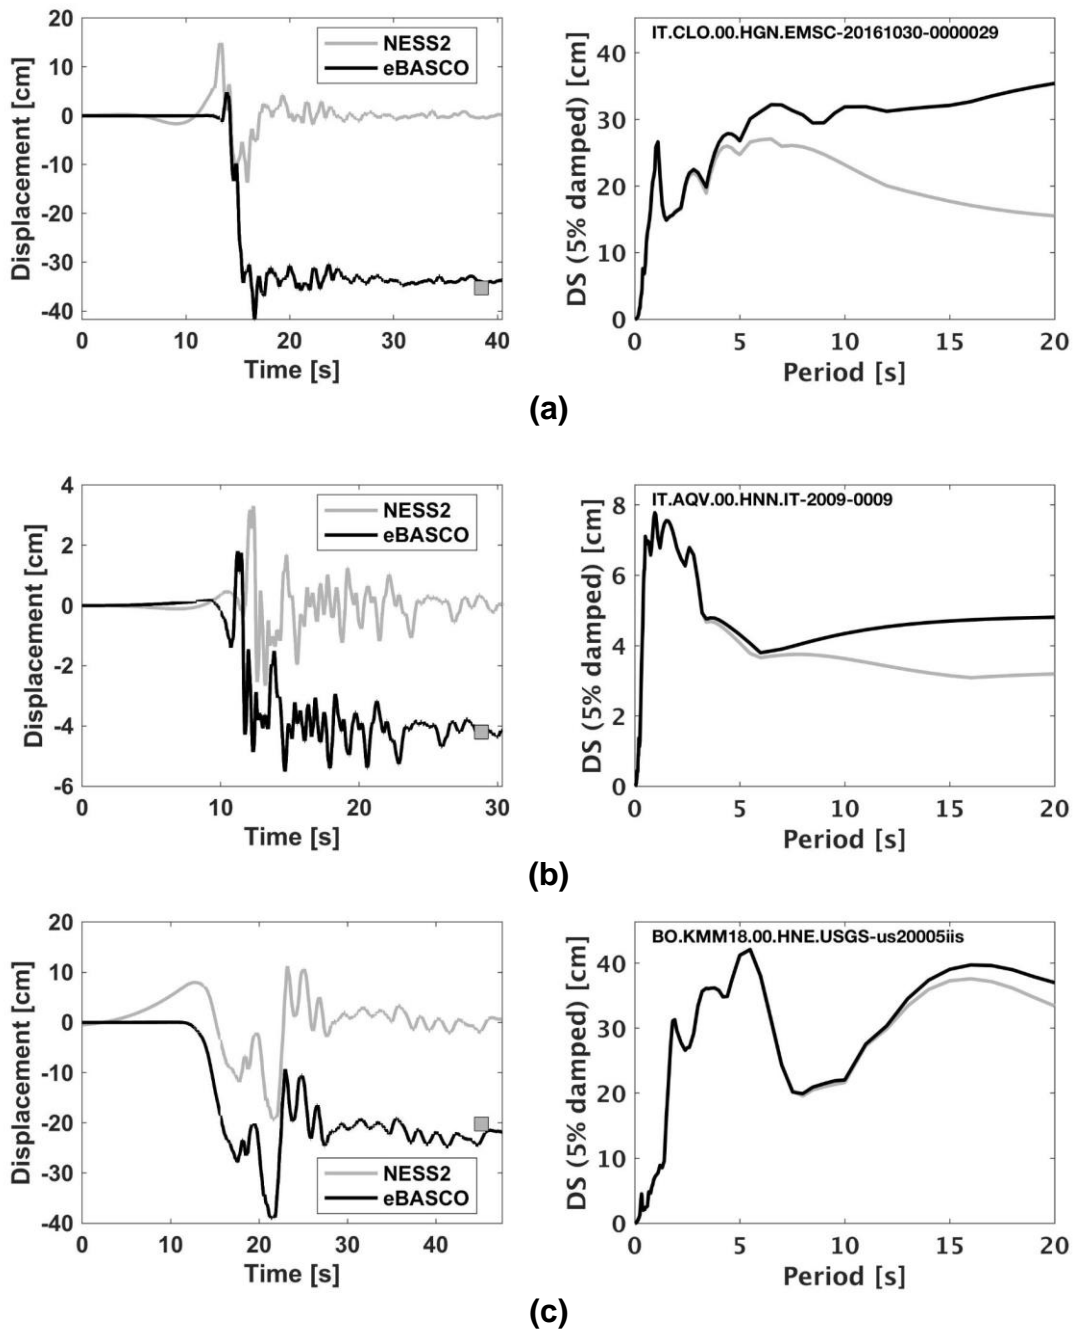 20
10
0
-10
-20
-30
-40
Displacement [cm]
0 10 20 30 40
Time [s]
NESS2
eBASCO
IT.CLO.00.HGN.EMSC-20161030-0000029
40
30
20
10
0
DS (5% damped) [cm]
0 5 10 15 20
Period [s]
(a)
4
2
0
-2
-4
-6
Displacement [cm]
0 10 20 30
Time [s]
NESS2
eBASCO
IT.AQV.00.HNN.IT-2009-0009
8
6
4
2
0
DS (5% damped) [cm]
0 5 10 15 20
Period [s]
(b)
20
10
0
-10
-20
-30
-40
Displacement [cm]
0 10 20 30 40
Time [s]
NESS2
eBASCO
BO.KMM18.00.HNE.USGS-us20005iis
40
30
20
10
0
DS (5% damped) [cm]
0 5 10 15 20
Period [s]
(c)